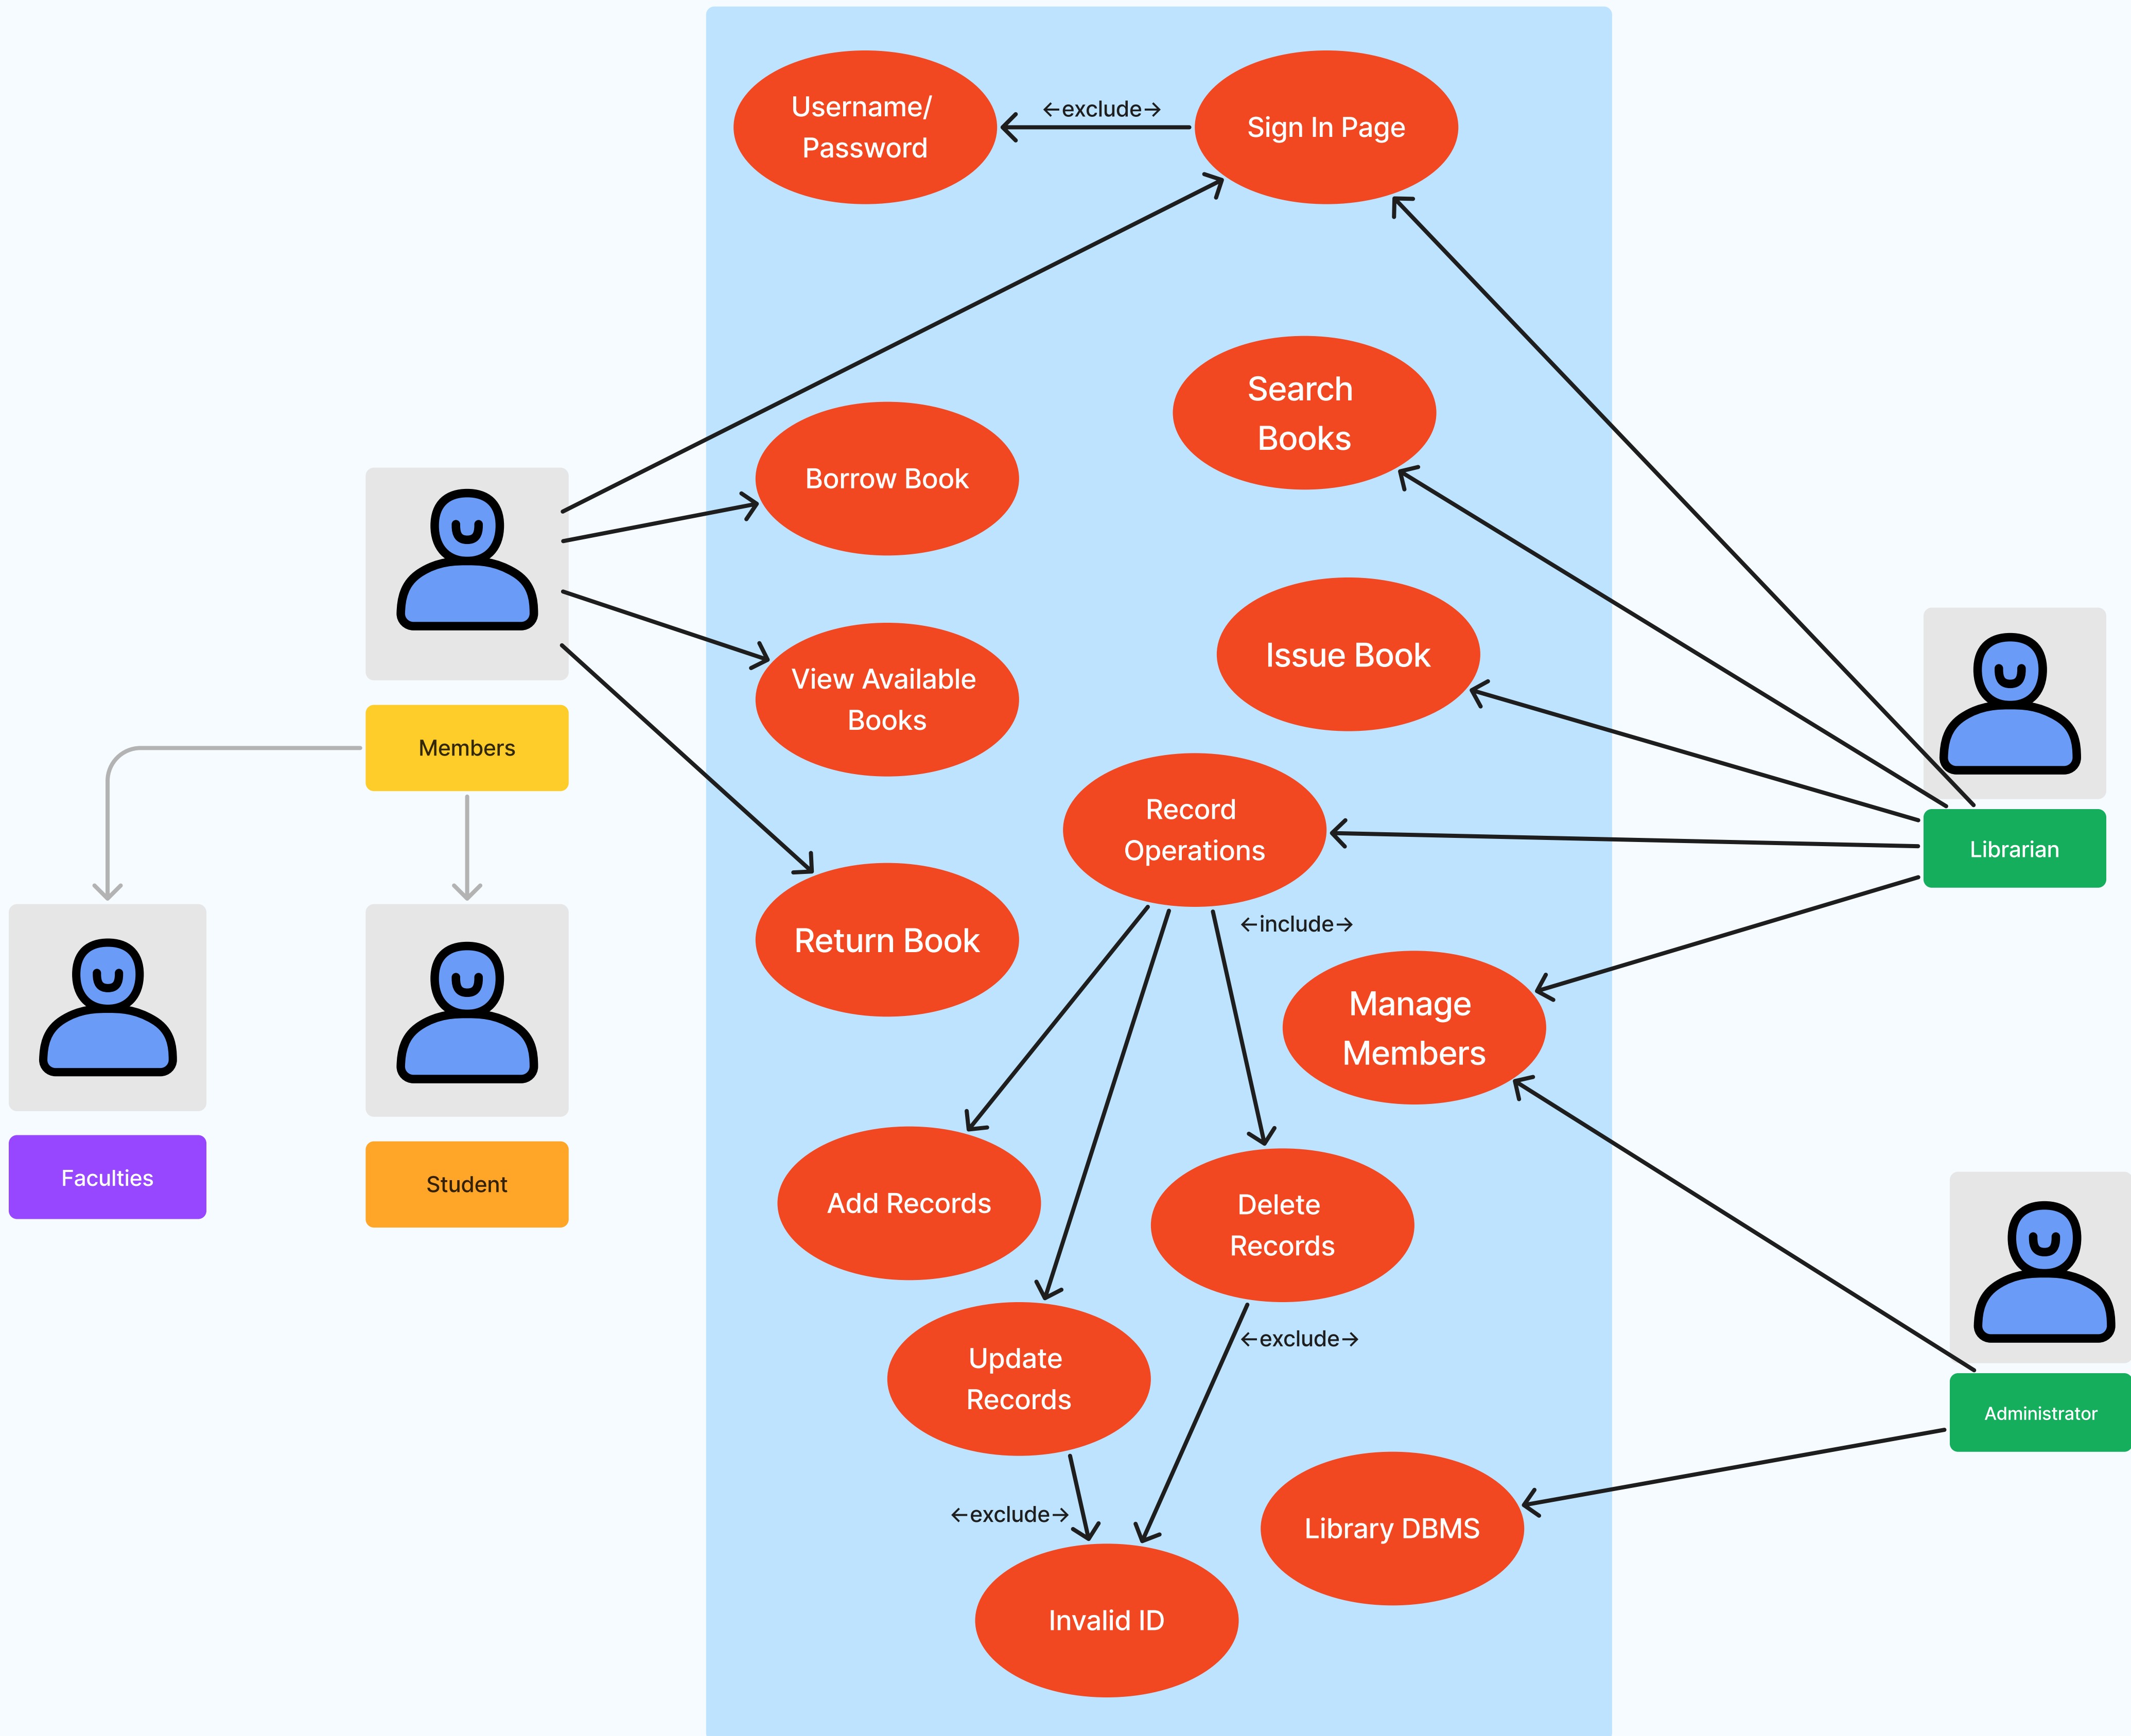 Username/
Password
←exclude→
Sign In Page
Search
Books
Borrow Book
Issue Book
View Available
Books
Members
Record
Operations
Librarian
←include→
Return Book
Manage
Members
Faculties
Student
Add Records
Delete
Records
←exclude→
Update
Records
Administrator
←exclude→
Library DBMS
Invalid ID